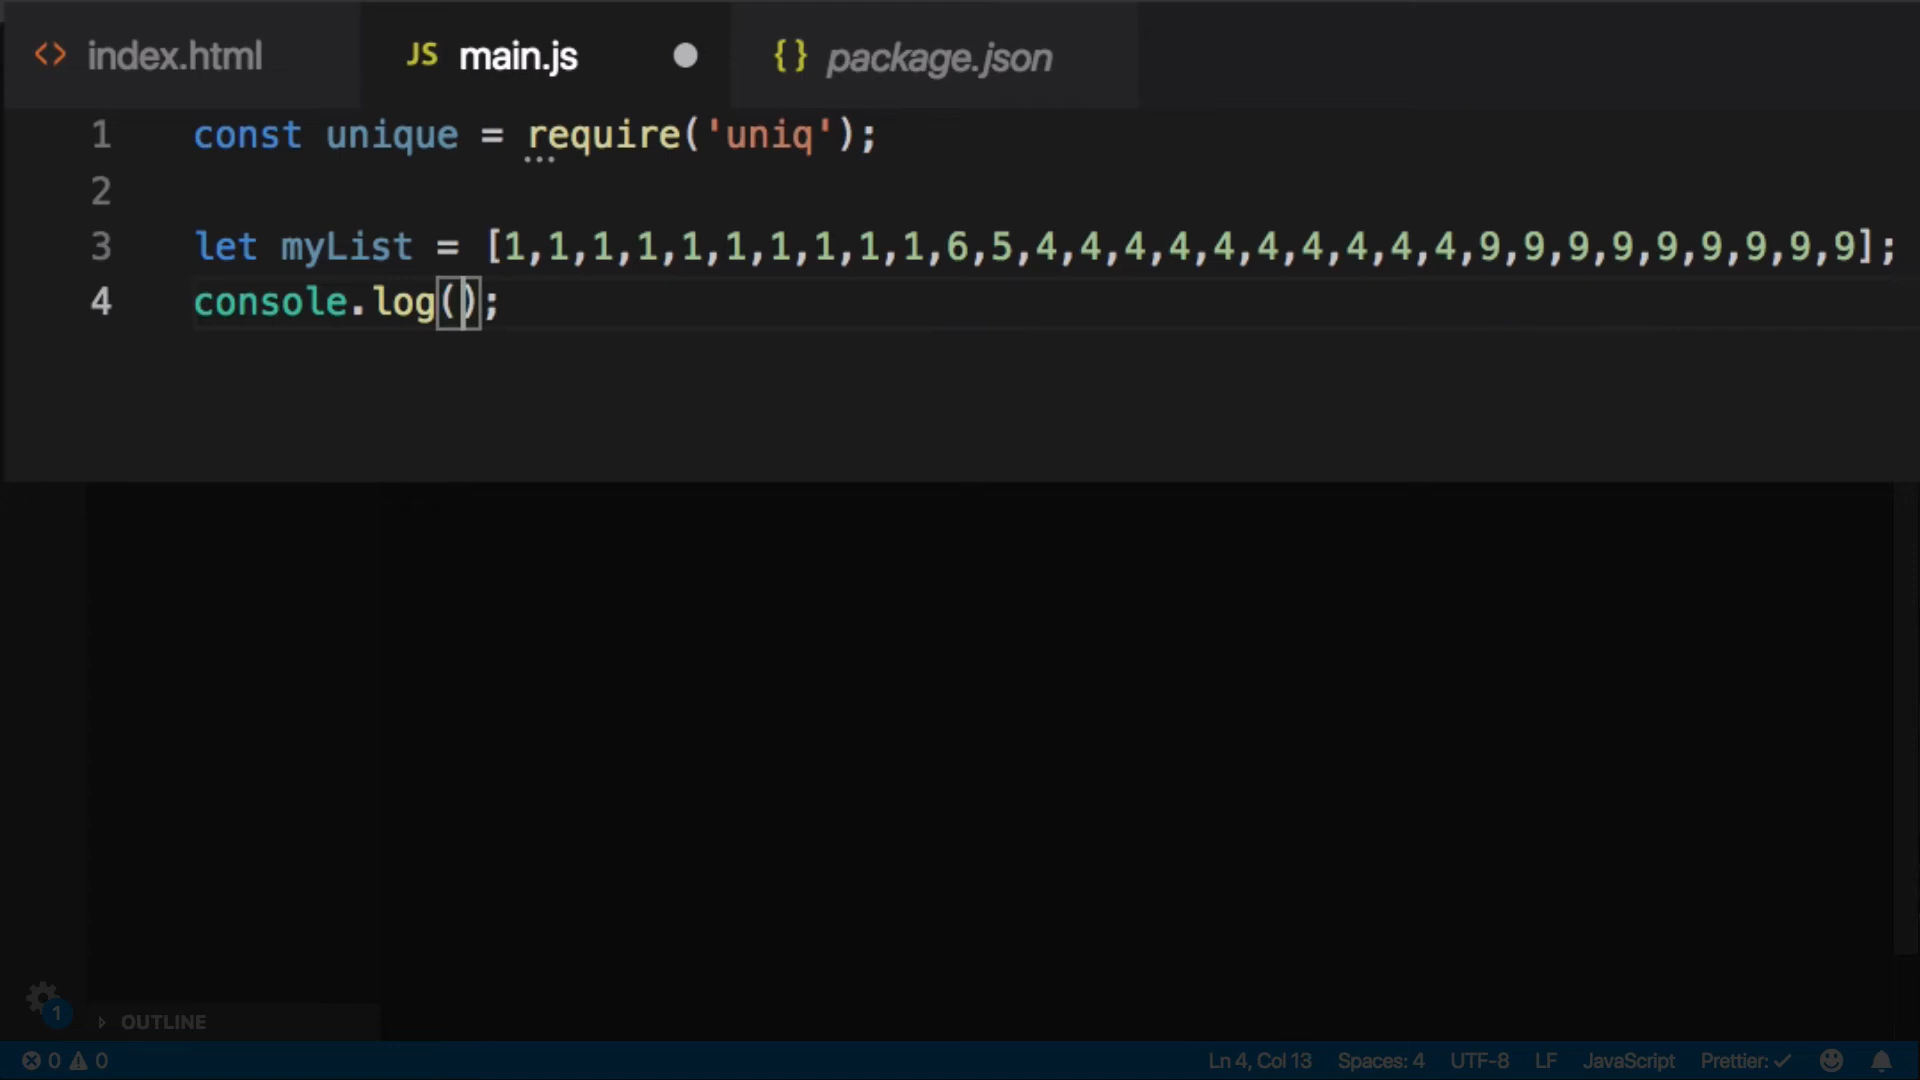 <> index.html
JS main.js
{ } package.json
1 const unique = require('uniq');
2
3 let myList = [1,1,1,1,1,1,1,1,1,1,6,5,4,4,4,4,4,4,4,4,4,4,9,9,9,9,9,9,9,9,9];
4 console.log();
1
OUTLINE
0 0 Ln 4, Col 13 Spaces: 4 UTF-8 LF JavaScript Prettier: ✓